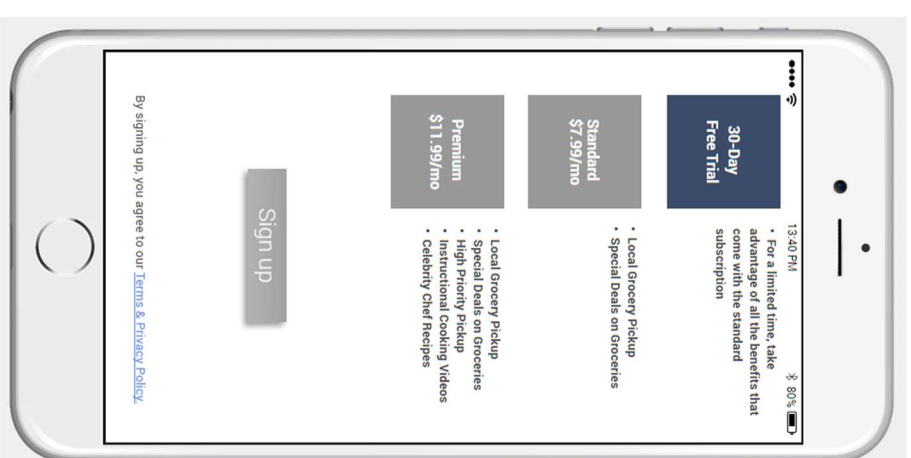 13:40 PM
80%
30-Day
Free Trial
• For a limited time, take
advantage of all the benefits that
come with the standard
subscription
Standard
$7.99/mo
• Local Grocery Pickup
• Special Deals on Groceries
Premium
$11.99/mo
• Local Grocery Pickup
• Special Deals on Groceries
• High Priority Pickup
• Instructional Cooking Videos
• Celebrity Chef Recipes
Sign up
By signing up, you agree to our Terms & Privacy Policy.